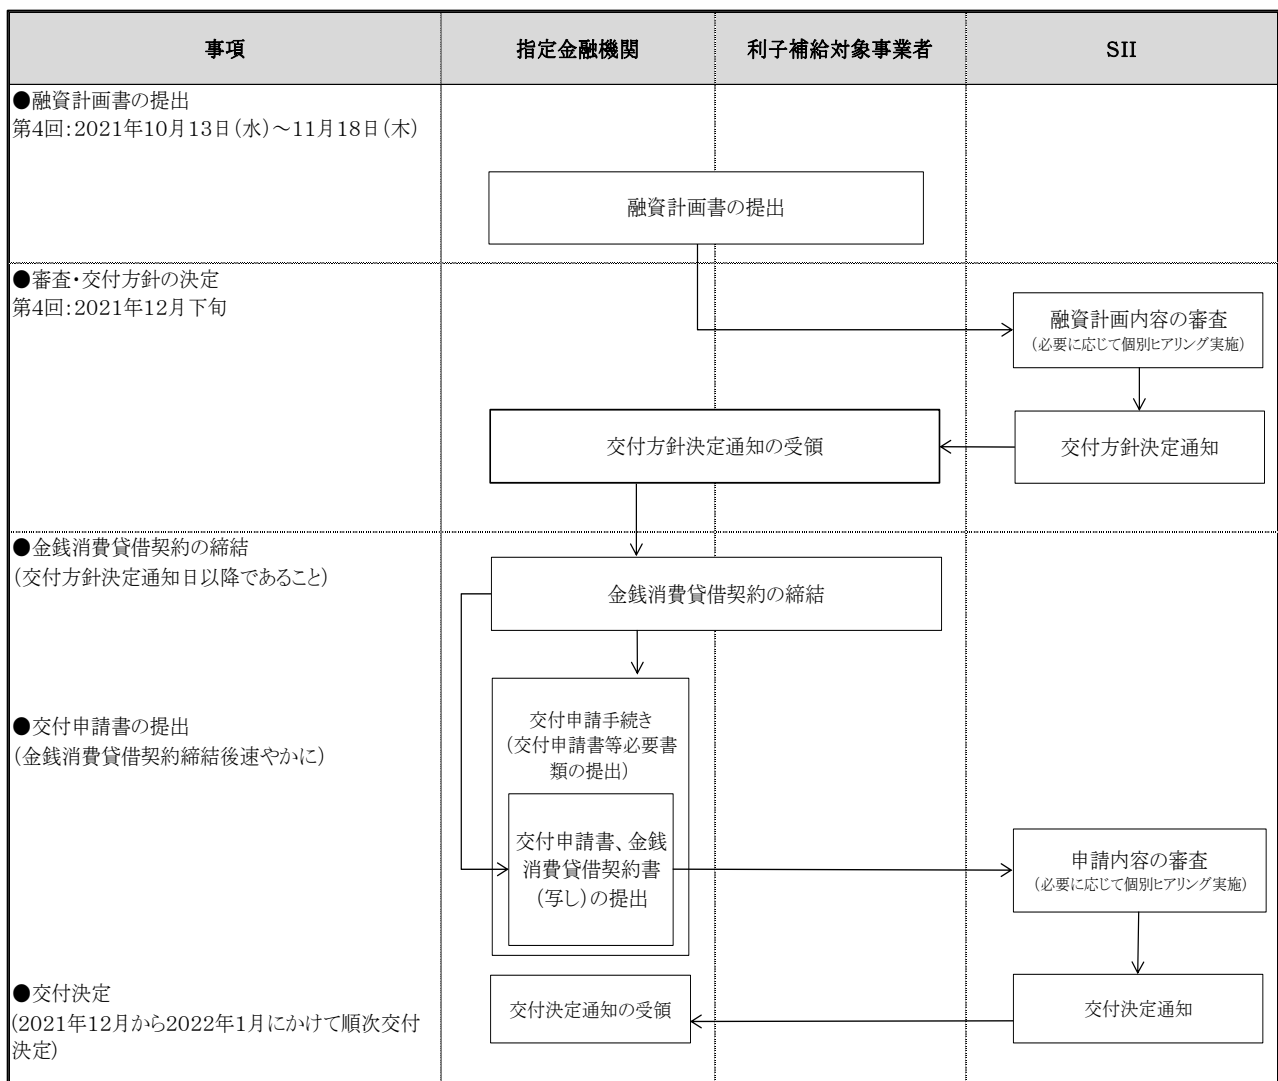 事項
指定金融機関
利子補給対象事業者
SII
●融資計画書の提出
第4回：2021年10月13日（水）～11月18日（木）
融資計画書の提出
●審査・交付方針の決定
第4回：2021年12月下旬
融資計画内容の審査
（必要に応じて個別ヒアリング実施）
交付方針決定通知の受領
交付方針決定通知
●金銭消費貸借契約の締結
（交付方針決定通知日以降であること）
金銭消費貸借契約の締結
●交付申請書の提出
（金銭消費貸借契約締結後速やかに）
交付申請手続き
（交付申請書等必要書
類の提出）
交付申請書、金銭
消費貸借契約書
（写し）の提出
申請内容の審査
（必要に応じて個別ヒアリング実施）
●交付決定
(2021年12月から2022年1月にかけて順次交付
決定)
交付決定通知の受領
交付決定通知